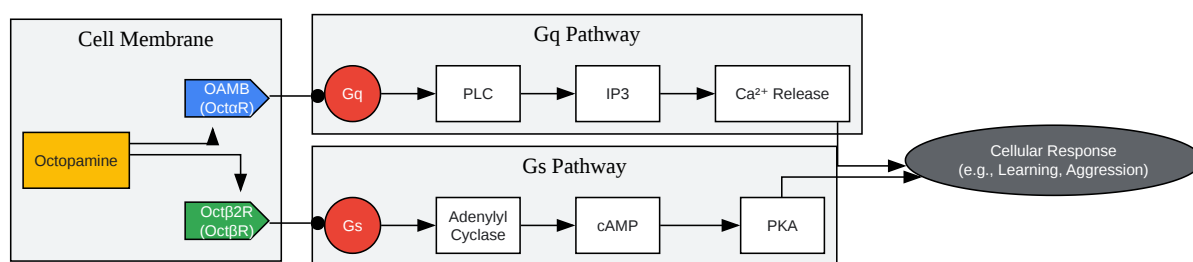 Cell Membrane
Octopamine
OAMB
(OctαR)
Octβ2R
(OctβR)
Gq Pathway
Gq
PLC
IP3
Ca²⁺ Release
Gs Pathway
Gs
Adenylyl
Cyclase
cAMP
PKA
Cellular Response
(e.g., Learning, Aggression)